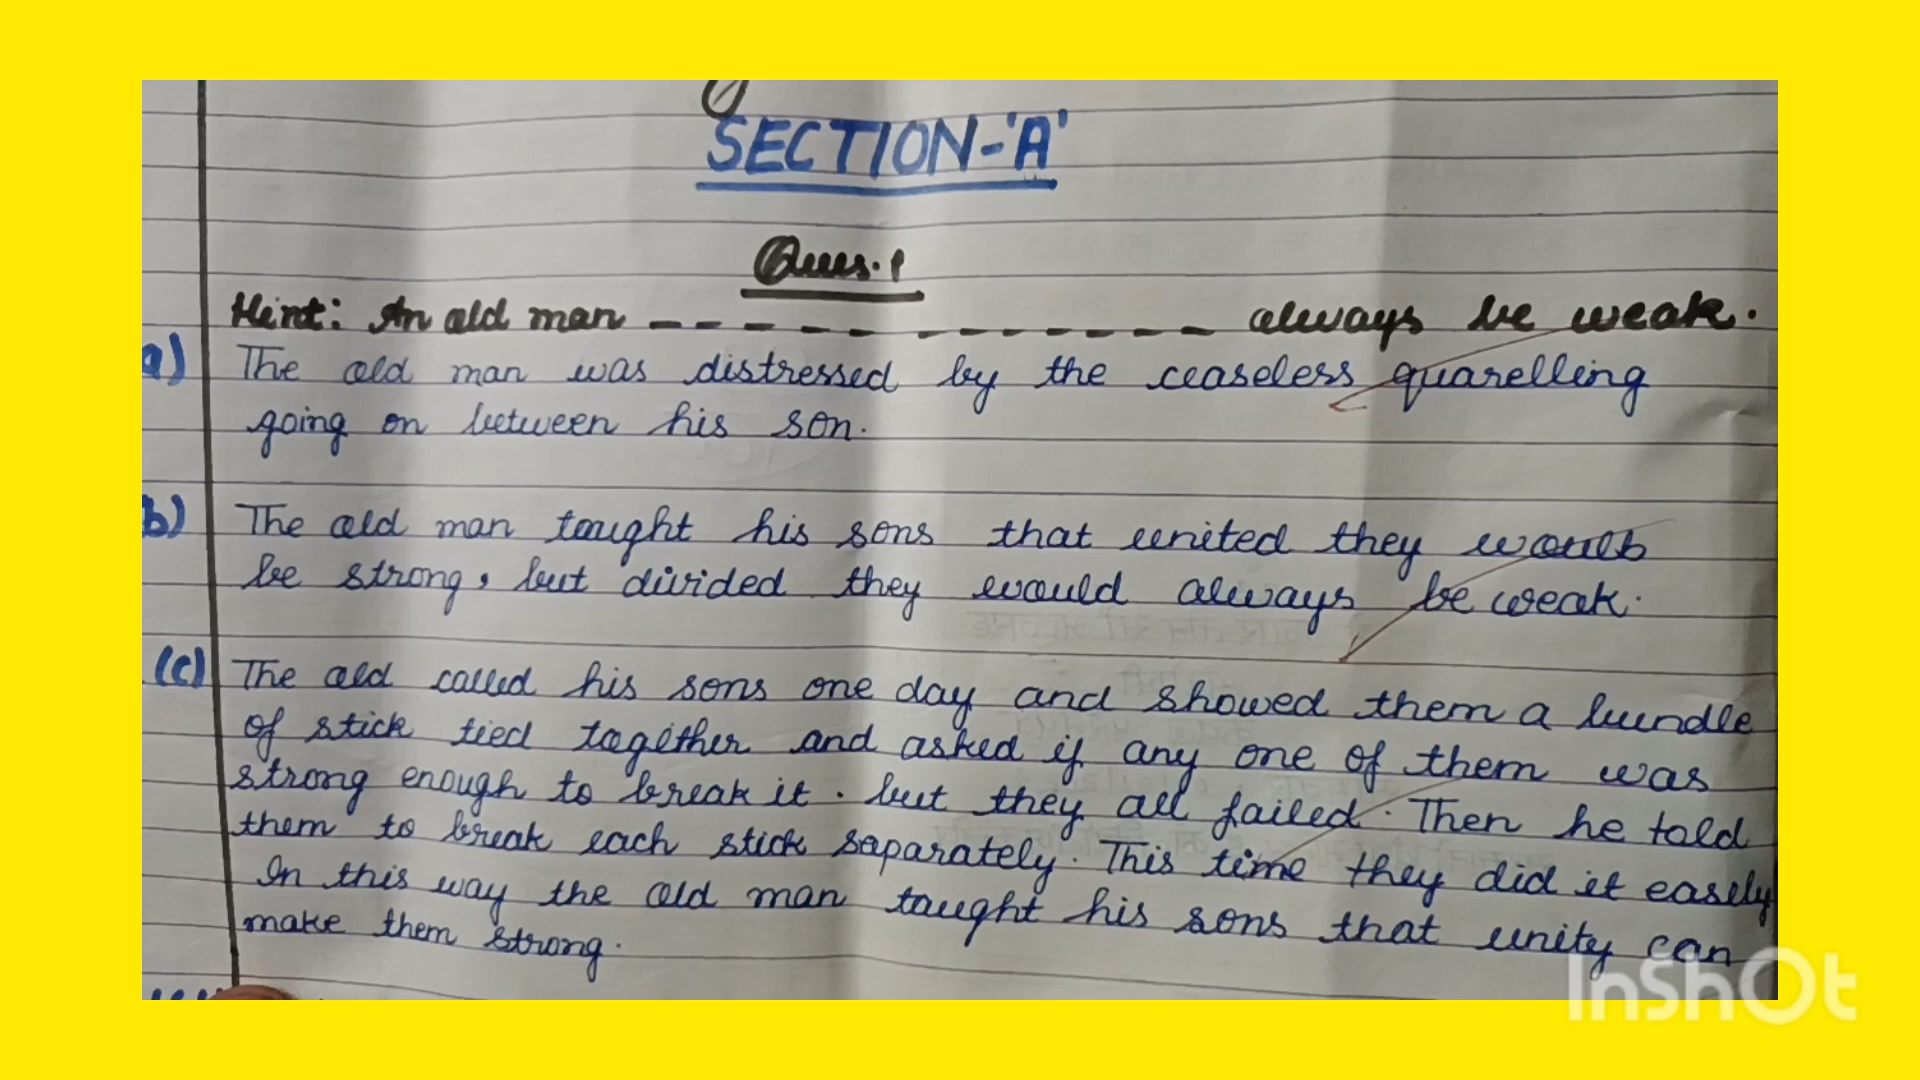 SECTION-'A'
Ques.1
Hint: An old man - - - - - - - - - - - - - always be weak.
a) The old man was distressed by the ceaseless quarelling
going on between his son.
b) The old man taught his sons that united they would
be strong, but divided they would always be weak.
(c) The old called his sons one day and showed them a bundle
of stick tied together and asked if any one of them was
strong enough to break it. but they all failed. Then he told
them to break each stick saparately. This time they did it easely
In this way the old man taught his sons that unity can
make them strong.
InShOt